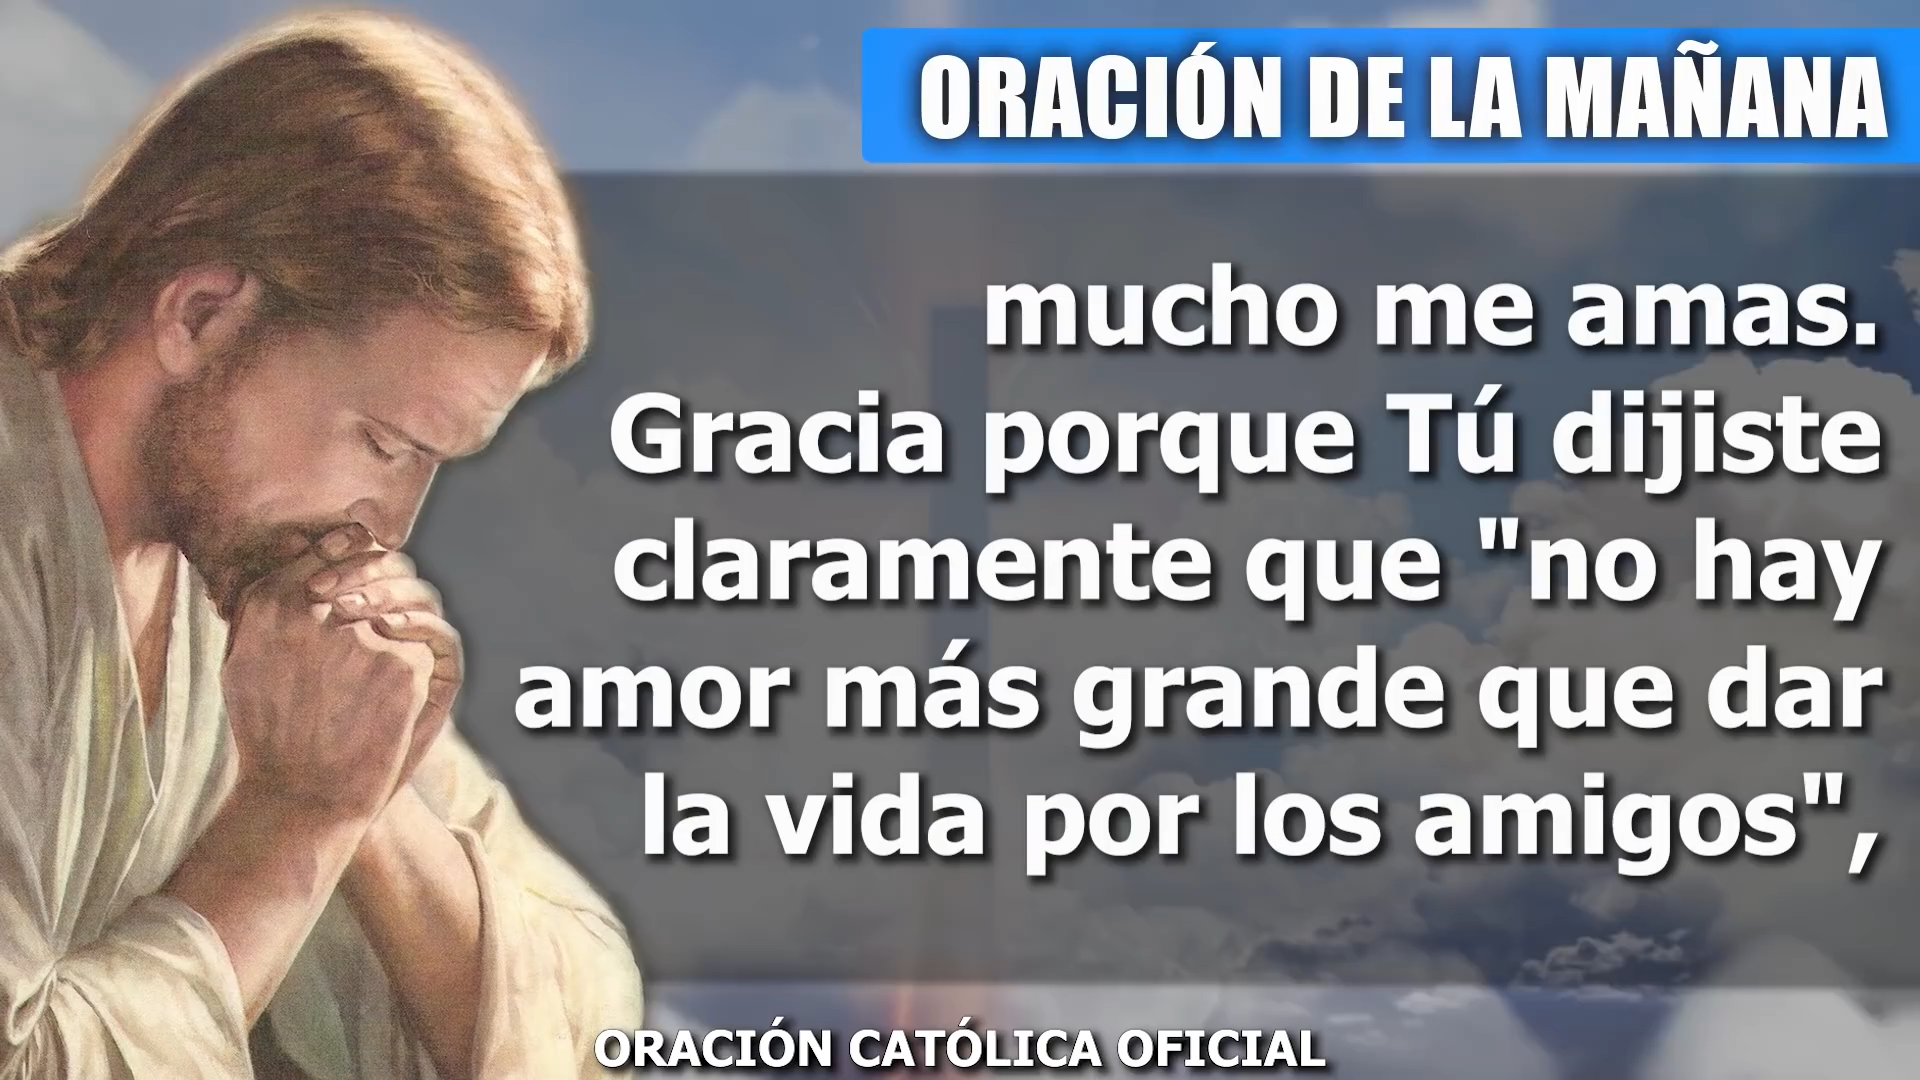 ORACIÓN DE LA MAÑANA
mucho me amas.
Gracia porque Tú dijiste
claramente que "no hay
amor más grande que dar
la vida por los amigos",
ORACIÓN CATÓLICA OFICIAL